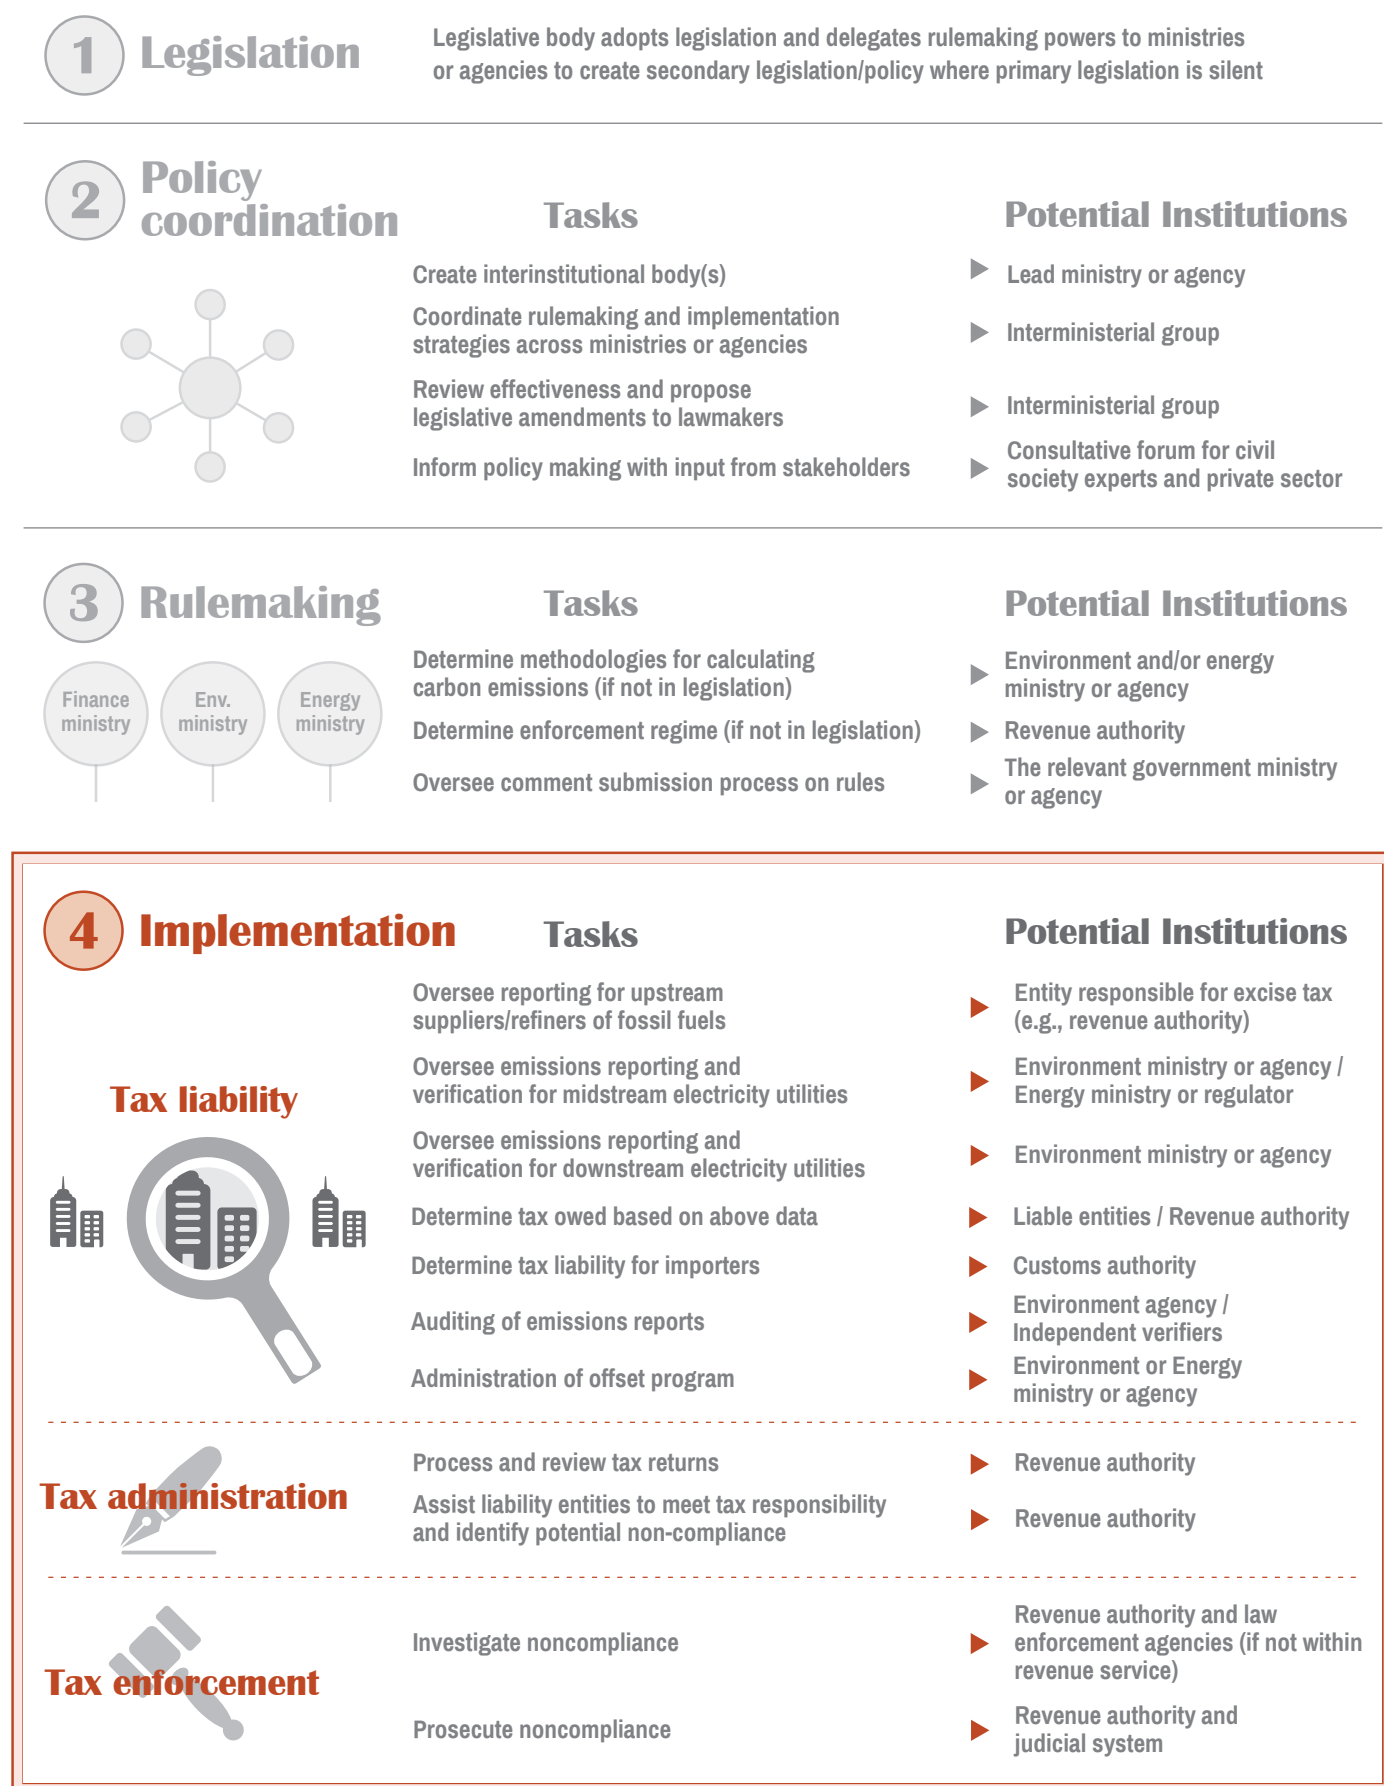 1 Legislation
Legislative body adopts legislation and delegates rulemaking powers to ministries
or agencies to create secondary legislation/policy where primary legislation is silent
2 Policy
coordination
Tasks
Potential Institutions
Create interinstitutional body(s)
Lead ministry or agency
Coordinate rulemaking and implementation
strategies across ministries or agencies
Interministerial group
Review effectiveness and propose
legislative amendments to lawmakers
Interministerial group
Inform policy making with input from stakeholders
Consultative forum for civil
society experts and private sector
3 Rulemaking
Tasks
Potential Institutions
Finance
ministry
Env.
ministry
Energy
ministry
Determine methodologies for calculating
carbon emissions (if not in legislation)
Environment and/or energy
ministry or agency
Determine enforcement regime (if not in legislation)
Revenue authority
Oversee comment submission process on rules
The relevant government ministry
or agency
4 Implementation
Tasks
Potential Institutions
Tax liability
Oversee reporting for upstream
suppliers/refiners of fossil fuels
Entity responsible for excise tax
(e.g., revenue authority)
Oversee emissions reporting and
verification for midstream electricity utilities
Environment ministry or agency /
Energy ministry or regulator
Oversee emissions reporting and
verification for downstream electricity utilities
Environment ministry or agency
Determine tax owed based on above data
Liable entities / Revenue authority
Determine tax liability for importers
Customs authority
Auditing of emissions reports
Environment agency /
Independent verifiers
Administration of offset program
Environment or Energy
ministry or agency
Tax administration
Process and review tax returns
Revenue authority
Assist liability entities to meet tax responsibility
and identify potential non-compliance
Revenue authority
Tax enforcement
Investigate noncompliance
Revenue authority and law
enforcement agencies (if not within
revenue service)
Prosecute noncompliance
Revenue authority and
judicial system